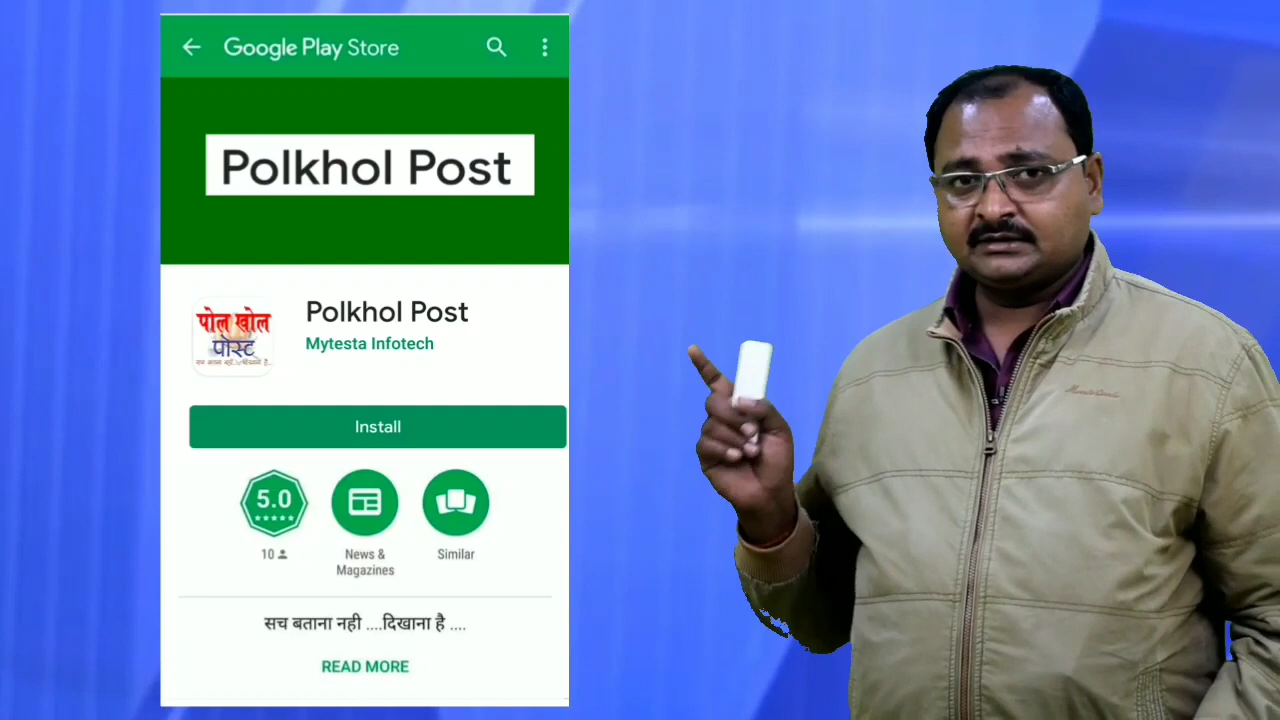 Google Play Store
Polkhol Post
Polkhol Post
Mytesta Infotech
पोल खोल
पोस्ट
Install
5.0
10
News &
Magazines
Similar
सच बताना नही ....दिखाना है ....
READ MORE